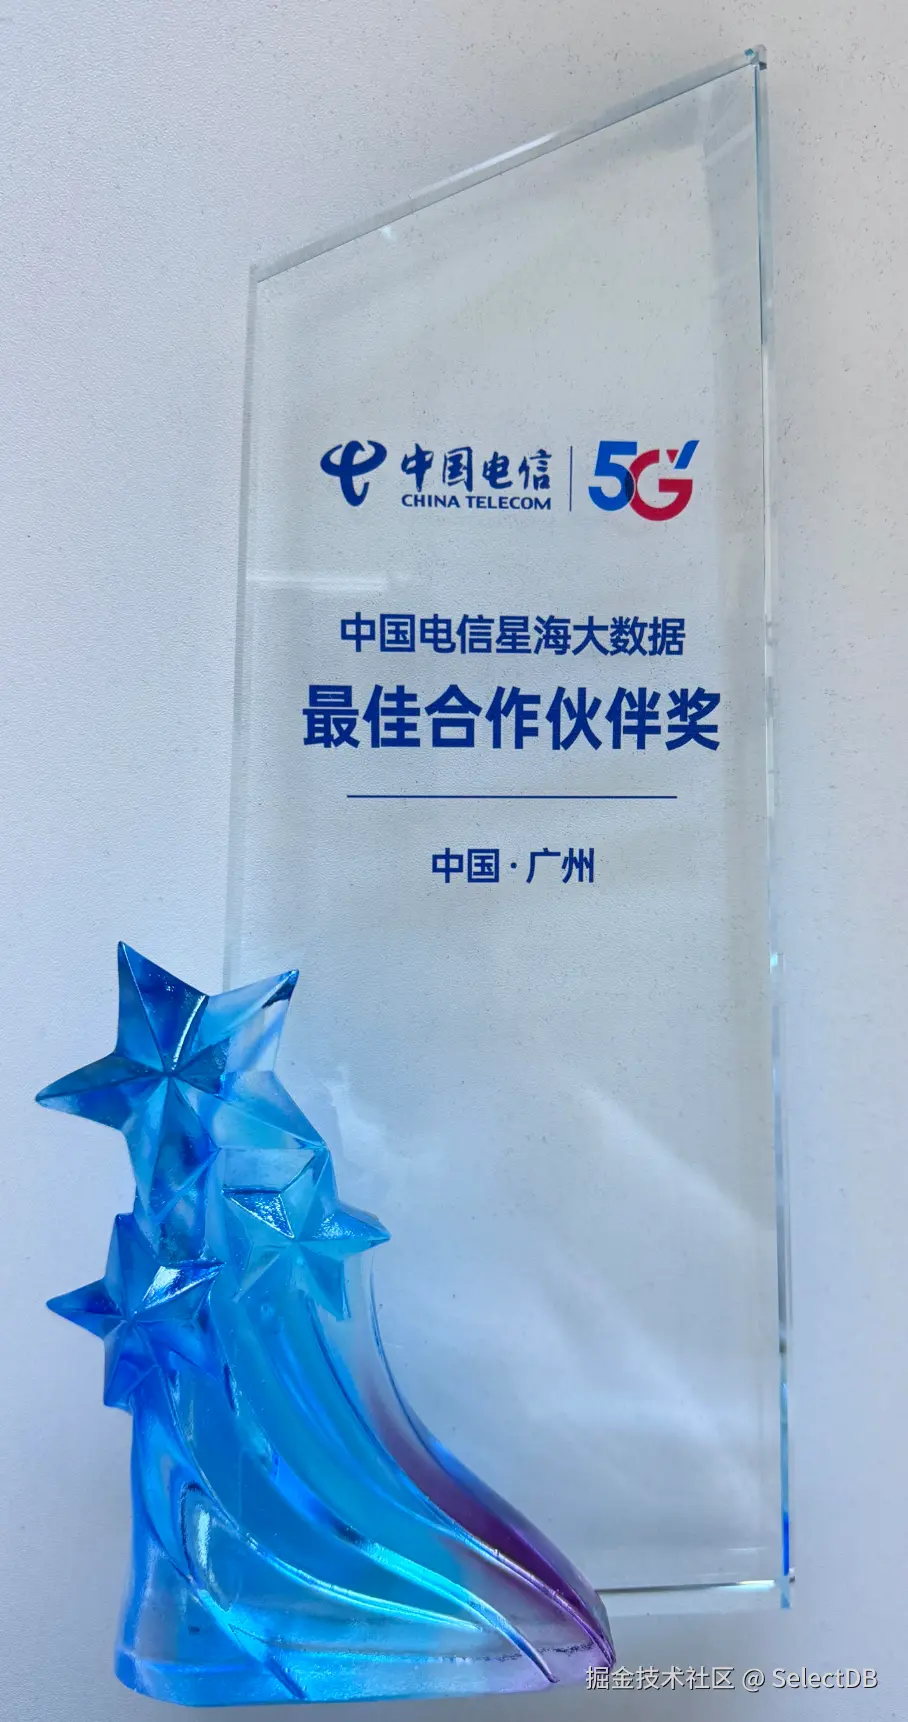 中国电信 5G
CHINA TELECOM
中国电信星海大数据
最佳合作伙伴奖
中国·广州
掘金技术社区 @ SelectDB